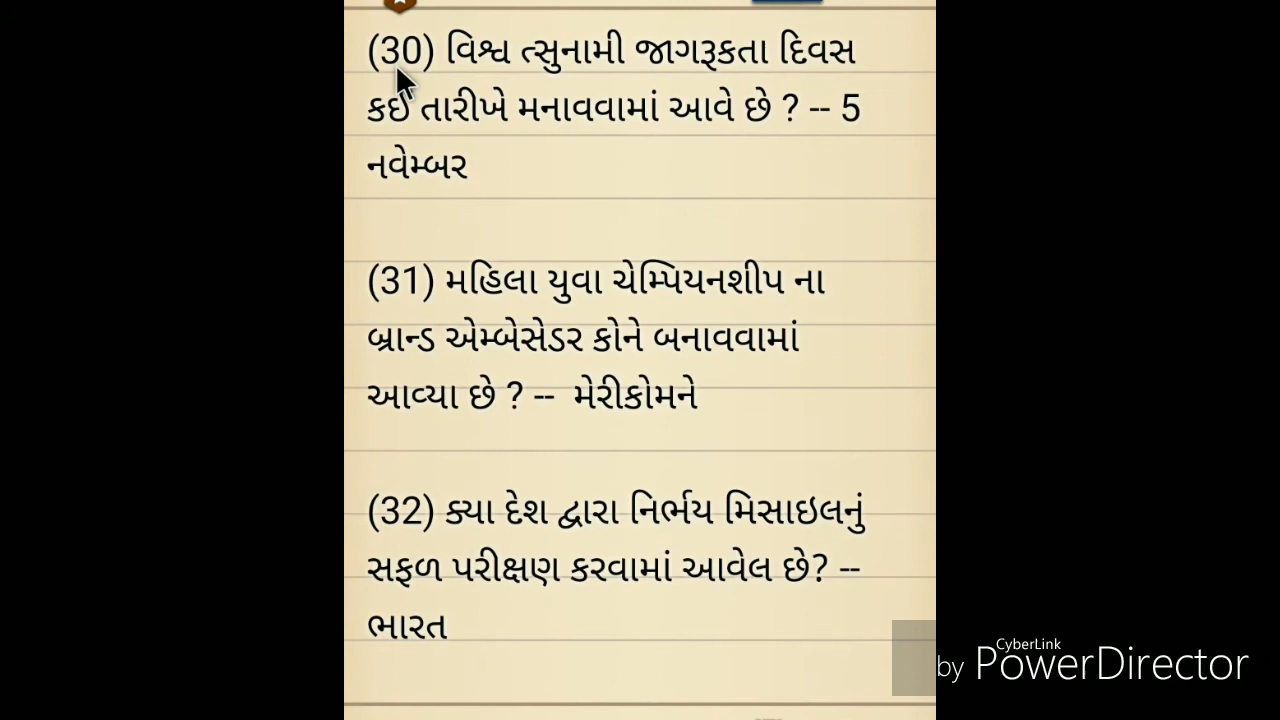 (30) વિશ્વ ત્સુનામી જાગરૂકતા દિવસ
કઈ તારીખે મનાવવામાં આવે છે ? -- 5
નવેમ્બર
(31) મહિલા યુવા ચેમ્પિયનશીપ ના
બ્રાન્ડ એમ્બેસેડર કોને બનાવવામાં
આવ્યા છે ? -- મેરીકોમને
(32) ક્યા દેશ દ્વારા નિર્ભય મિસાઇલનું
સફળ પરીક્ષણ કરવામાં આવેલ છે? --
ભારત
CyberLink
by PowerDirector